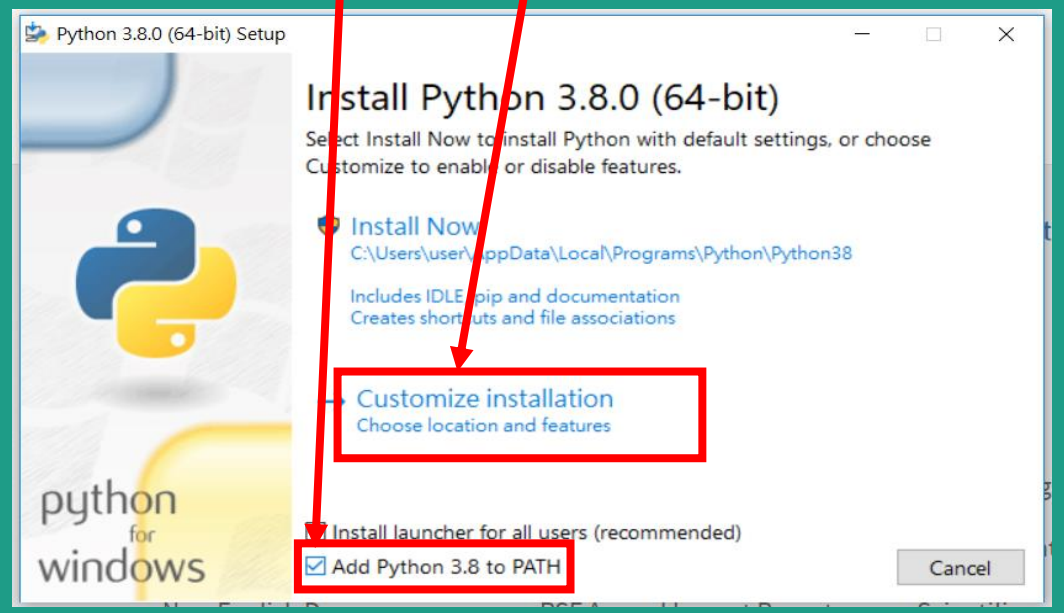 Python 3.8.0 (64-bit) Setup
Install Python 3.8.0 (64-bit)
Select Install Now to install Python with default settings, or choose
Customize to enable or disable features.
Install Now
C:\Users\user\AppData\Local\Programs\Python\Python38
Includes IDLE, pip and documentation
Creates shortcuts and file associations
Customize installation
Choose location and features
python
for
windows
Install launcher for all users (recommended)
Add Python 3.8 to PATH
Cancel